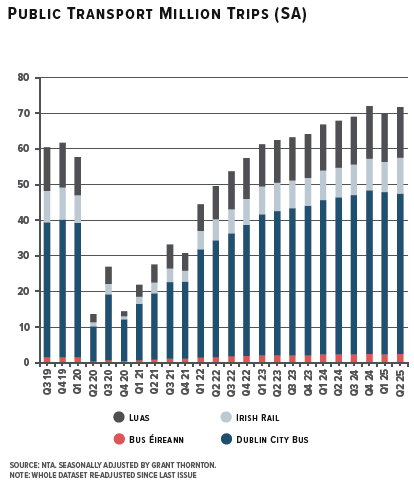 Public Transport Million Trips (SA)
80
70
60
50
40
30
20
10
0
Q3 19
Q4 19
Q1 20
Q2 20
Q3 20
Q4 20
Q1 21
Q2 21
Q3 21
Q4 21
Q1 22
Q2 22
Q3 22
Q4 22
Q1 23
Q2 23
Q3 23
Q4 23
Q1 24
Q2 24
Q3 24
Q4 24
Q1 25
Q2 25
Luas
Irish Rail
Bus Éireann
Dublin City Bus
SOURCE: NTA. SEASONALLY ADJUSTED BY GRANT THORNTON.
NOTE: WHOLE DATASET RE-ADJUSTED SINCE LAST ISSUE